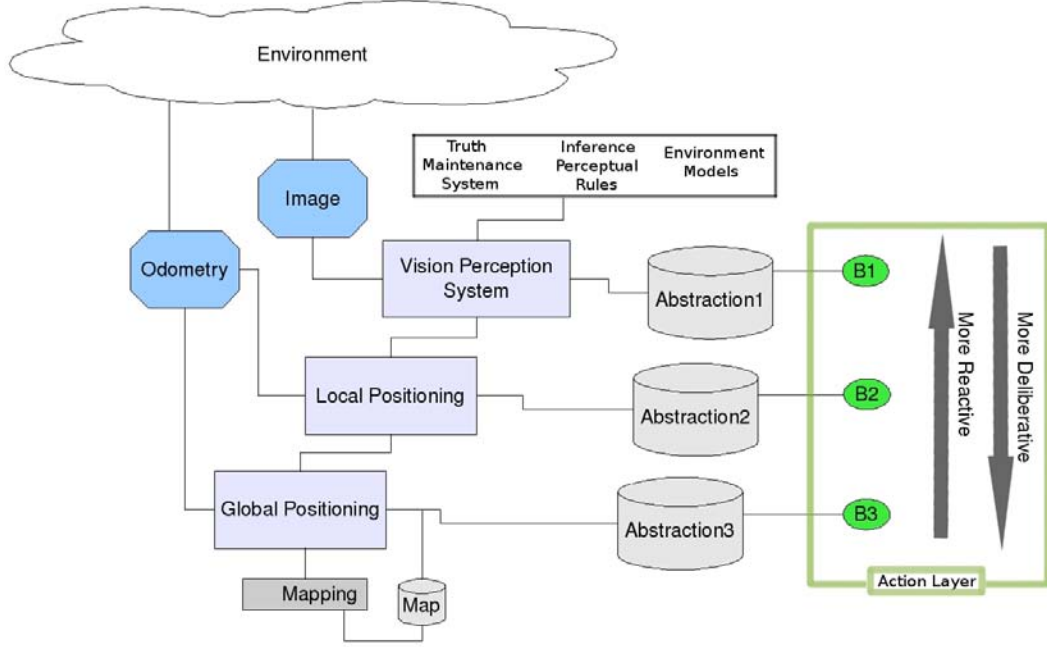 Environment
Truth
Maintenance
System
Inference
Perceptual
Rules
Environment
Models
Image
Odometry
Vision Perception
System
Abstraction1
B1
Local Positioning
Abstraction2
B2
Global Positioning
Abstraction3
B3
More Reactive
More Deliberative
Mapping
Map
Action Layer